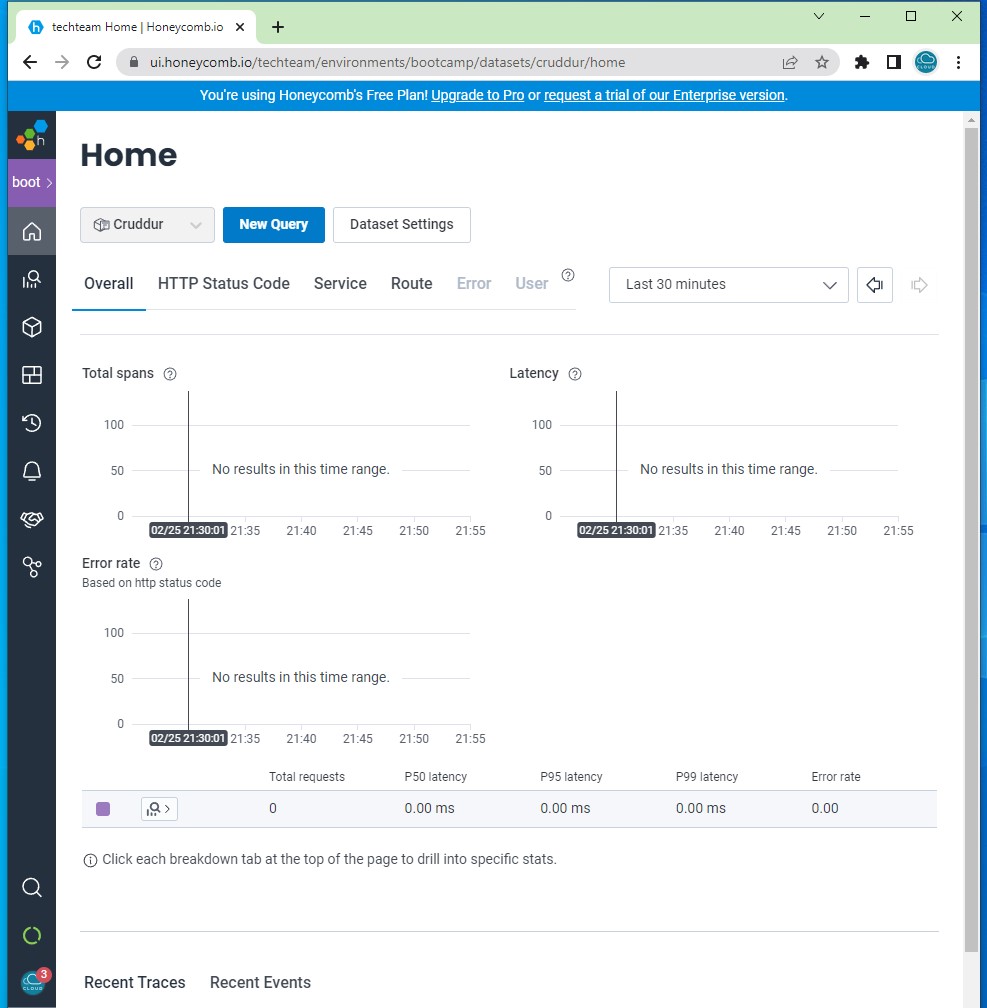 techteam Home | Honeycomb.io
ui.honeycomb.io/techteam/environments/bootcamp/datasets/cruddur/home
You're using Honeycomb's Free Plan! Upgrade to Pro or request a trial of our Enterprise version.
h
boot
Home
Cruddur New Query Dataset Settings
Overall HTTP Status Code Service Route Error User Last 30 minutes
Total spans
100
50
0
No results in this time range.
02/25 21:30:01 21:35 21:40 21:45 21:50 21:55
Latency
100
50
0
No results in this time range.
02/25 21:30:01 21:35 21:40 21:45 21:50 21:55
Error rate
Based on http status code
100
50
0
No results in this time range.
02/25 21:30:01 21:35 21:40 21:45 21:50 21:55
Total requests P50 latency P95 latency P99 latency Error rate
0 0.00 ms 0.00 ms 0.00 ms 0.00
Click each breakdown tab at the top of the page to drill into specific stats.
3
Recent Traces Recent Events